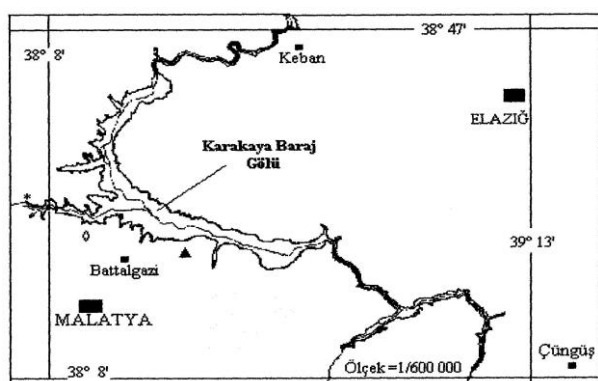 38° 8'
38° 47'
Keban
ELAZIĞ
Karakaya Baraj
Gölü
39° 13'
*
Battalgazi
MALATYA
Ölçek =1/600 000
Çüngüş
38° 8'